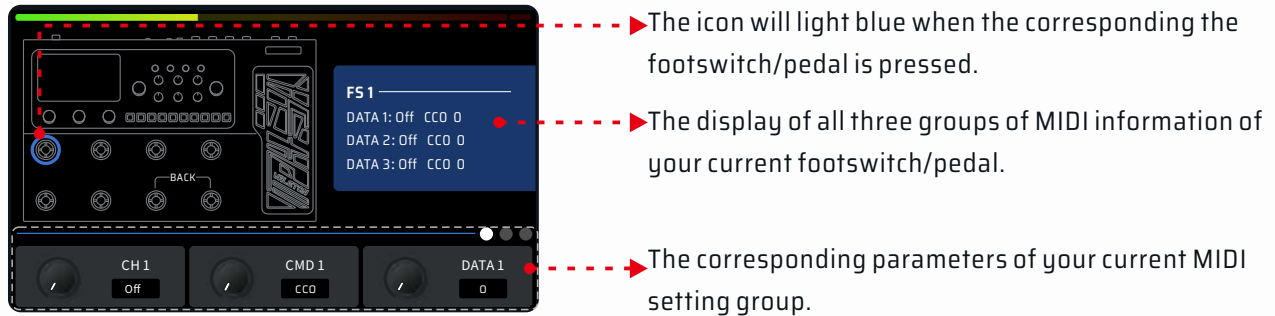 The icon will light blue when the corresponding the
footswitch/pedal is pressed.
FS 1
DATA 1: Off CC0 0
DATA 2: Off CC0 0
DATA 3: Off CC0 0
The display of all three groups of MIDI information of
your current footswitch/pedal.
BACK
CH 1
Off
CMD 1
CC0
DATA 1
0
The corresponding parameters of your current MIDI
setting group.